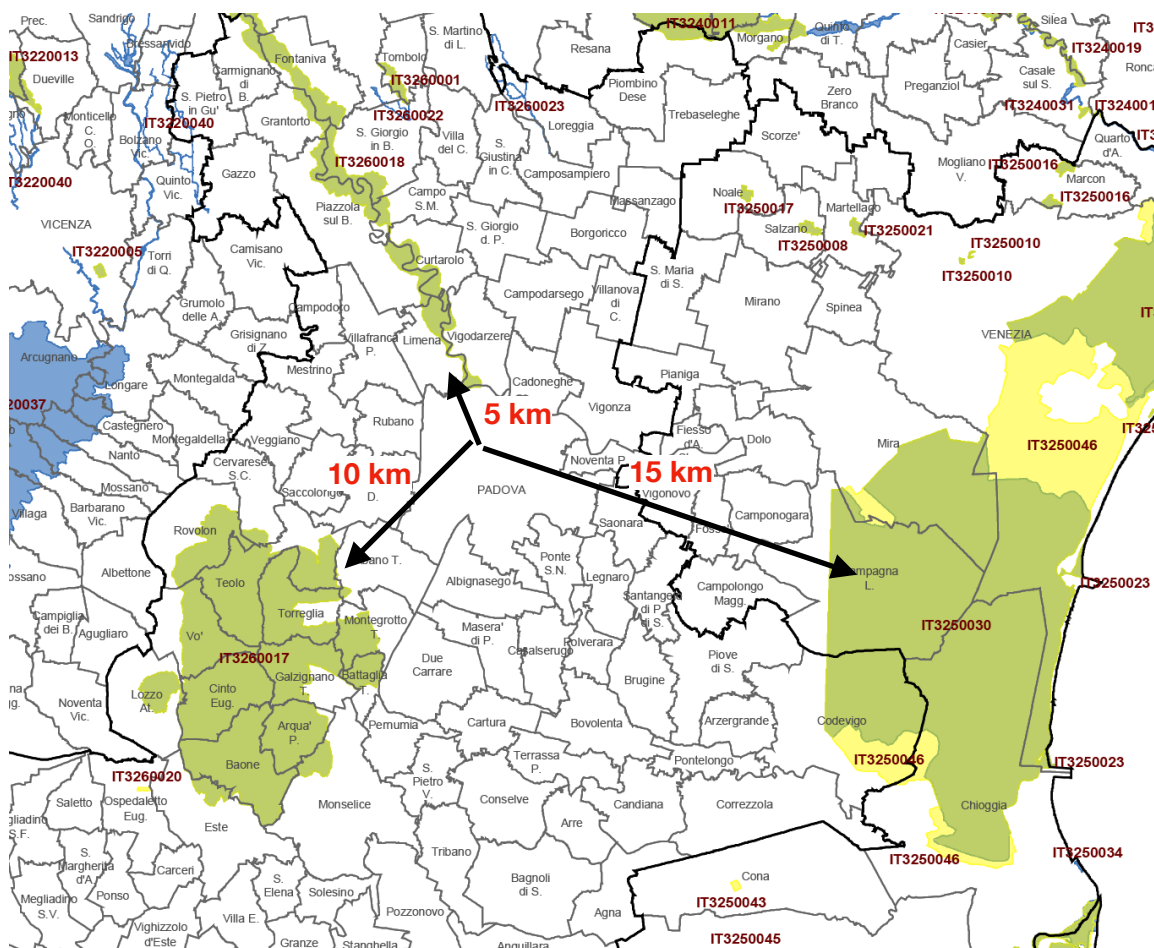 Prec.
Sandrigo
Fontaniva
S. Martino
di L.
Resana
IT3240011
Morgano
Quinto
di T.
Silea
Casier
IT3240019
IT3220013
Dueville
Bressanvido
Carmignano
di
B.
Tombolo
IT3260001
Piombino
Dese
Preganziol
Casale
sul S.
Ronc
S. Pietro
in Gu'
IT3260023
IT3260022
Zero
Branco
Trebaseleghe
IT3240031
Monticello
C.
O.
IT3220040
Grantorto
Loreggia
Scorze'
Bolzano
Vic.
S. Giorgio
in B.
Villa
del C.
Quarto
d'A.
IT3260018
S.
Giustina
in C.
Mogliano
V.
IT3250016
Gazzo
Camposampiero
Marcon
IT3220040
Quinto
Vic.
Campo
S.M.
Noale
IT3250017
IT3250016
Piazzola
sul B.
Massanzago
Martellago
VICENZA
S. Giorgio
d. P.
Borgoricco
Salzano
IT3250021
IT3250008
IT3250010
IT3220005
Torri
di Q.
Camisano
Vic.
Curtarolo
IT3250010
S. Maria
di S.
Campodarsego
Villanova
di
C.
Mirano
Spinea
Grumolo
delle A.
Campodoro
Villafranca
P.
Limena
Vigodarzere
VENEZIA
Grisignano
di Z.
Arcugnano
Mestrino
Longare
Montegalda
Cadoneghe
Pianiga
Rubano
5 km
Vigonza
Castegnero
Montegaldella
Veggiano
Fiesso
d'A.
Dolo
Mira
IT3250046
Nanto
Cervarese
S.C.
10 km
Noventa P.
15 km
Mossano
Saccolongo
D.
PADOVA
Vigonovo
Villaga
Barbarano
Vic.
Camponogara
Rovolon
Saonara
Albettone
Teolo
Albignasego
Ponte
S.N.
Legnaro
Campolongo
Magg.
L.
IT3250023
Campiglia
dei B.
Agugliaro
Torreglia
Montegrotto
T.
Santangelo
di P.
di S.
Vo'
Masera'
di P.
Casalserugo
Polverara
IT3250030
IT3260017
Due
Carrare
Piove
di S.
Lozzo
At.
Cinto
Eug.
Galzignano
T.
Battaglia
T.
Brugine
Noventa
Vic.
Arqua'
P.
Pernumia
Cartura
Bovolenta
Arzergrande
Codevigo
Baone
Terrassa
P.
Pontelongo
IT3250046
IT3250023
IT3260020
S.
Pietro
V.
Saletto
Ospedaletto
Eug.
Monselice
Conselve
Candiana
Correzzola
Chioggia
Este
Arre
S.
Margherita
d'A.
Tribano
IT3250046
IT3250034
Carceri
Megliadino
S.V.
Ponso
S.
Elena
Solesino
Bagnoli
di S.
Cona
IT3250043
Villa E.
Pozzonovo
Agna
Vighizzolo
d'Este
Granze
Stanghella
Anguillara
IT3250045